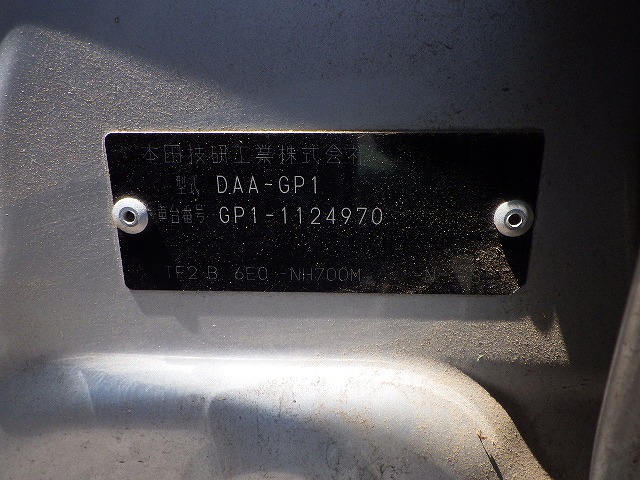 本田技研工業株式会社
型式 DAA-GP1
車台番号 GP1-1124970
TF2 B 6E0 -NH700M